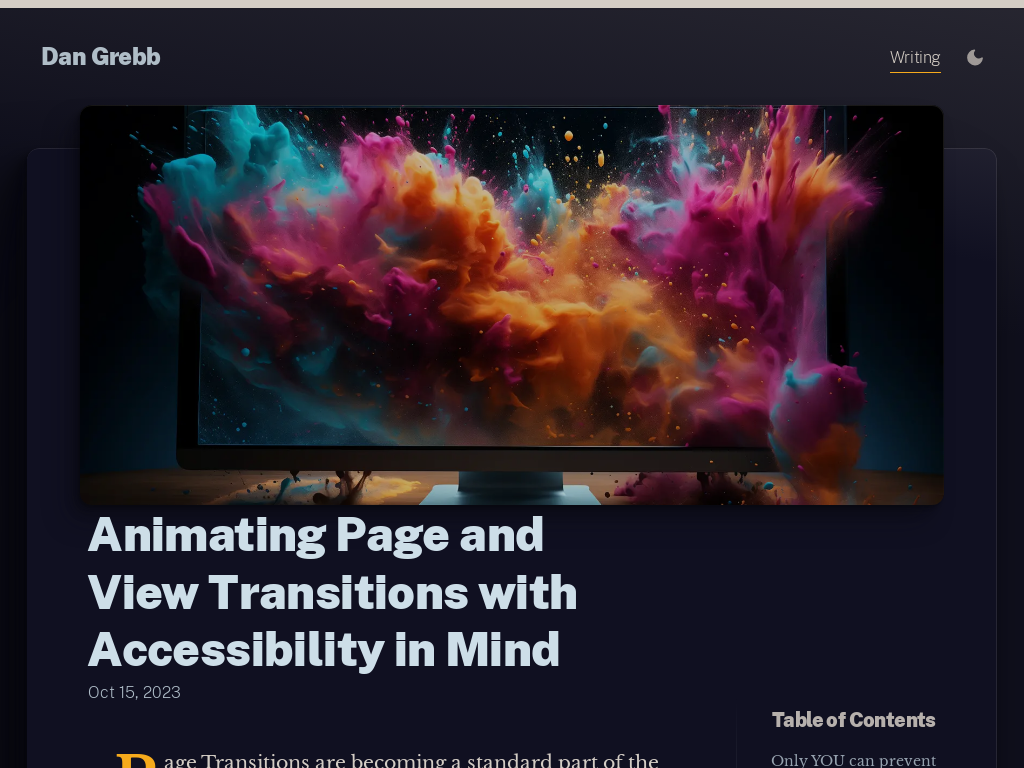 Dan Grebb
Writing
Animating Page and
View Transitions with
Accessibility in Mind
Oct 15, 2023
Table of Contents
Page Transitions are becoming a standard part of the
Only YOU can prevent